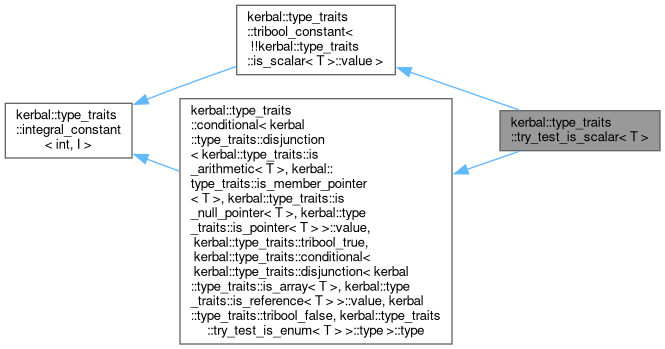 kerbal::type_traits
::tribool_constant<
!!kerbal::type_traits
::is_scalar< T >::value >
kerbal::type_traits
::integral_constant
< int, I >
kerbal::type_traits
::conditional< kerbal
::type_traits::disjunction
< kerbal::type_traits::is
_arithmetic< T >, kerbal::
type_traits::is_member_pointer
< T >, kerbal::type_traits::is
_null_pointer< T >, kerbal::type
_traits::is_pointer< T > >::value,
kerbal::type_traits::tribool_true,
kerbal::type_traits::conditional<
kerbal::type_traits::disjunction< kerbal
::type_traits::is_array< T >, kerbal::type
_traits::is_reference< T > >::value, kerbal
::type_traits::tribool_false, kerbal::type_traits
::try_test_is_enum< T > >::type >::type
kerbal::type_traits
::try_test_is_scalar< T >